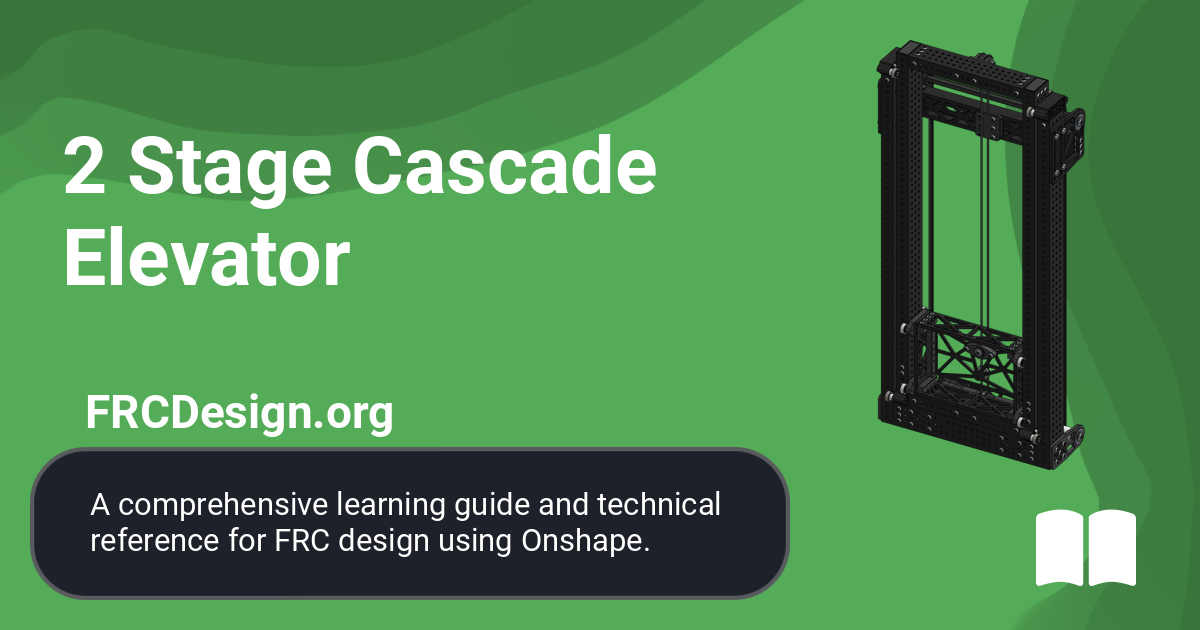 2 Stage Cascade
Elevator
FRCDesign.org
A comprehensive learning guide and technical
reference for FRC design using Onshape.